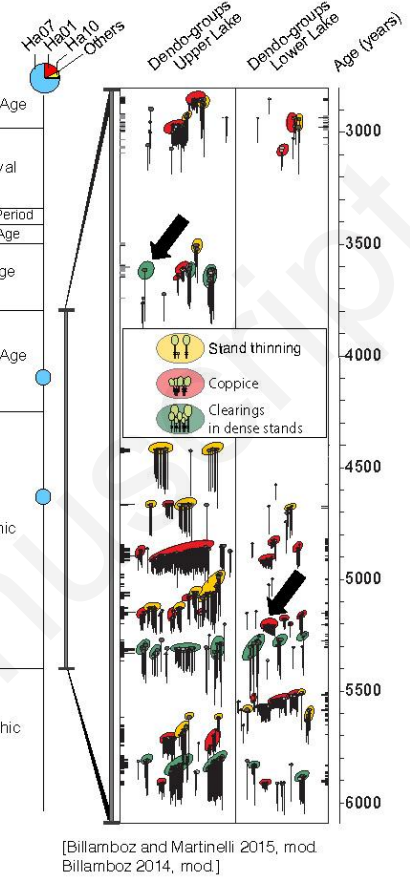 Ha07
Ha01
Ha10
Others
Dendo-groups
Upper Lake
Dendo-groups
Lower Lake
Age (years)
Age
val
Period
Age
ge
Age
nic
hic
3000
3500
4000
4500
5000
5500
6000
Stand thinning
Coppice
Clearings
in dense stands
nuscript
[Billamboz and Martinelli 2015, mod.
Billamboz 2014, mod.]